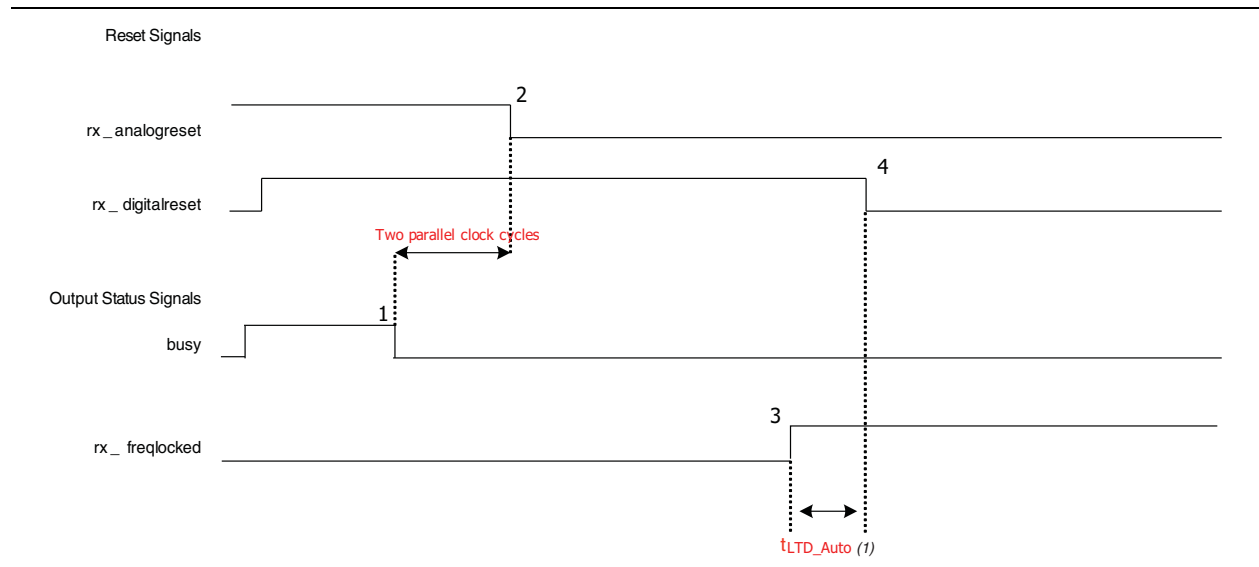 Reset Signals
2
rx _ analogreset
4
rx _ digitalreset
Two parallel clock cycles
Output Status Signals
1
busy
3
rx _ freqlocked
tLTD_Auto (1)